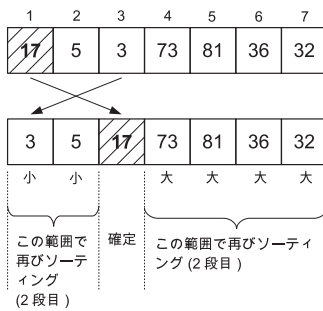 1 2 3 4 5 6 7
17 5 3 73 81 36 32
3 5 17 73 81 36 32
小 小 大 大 大 大
この範囲で
再びソーテ
ィング
(2段目)
確定
この範囲で再びソーティ
ング(2段目)